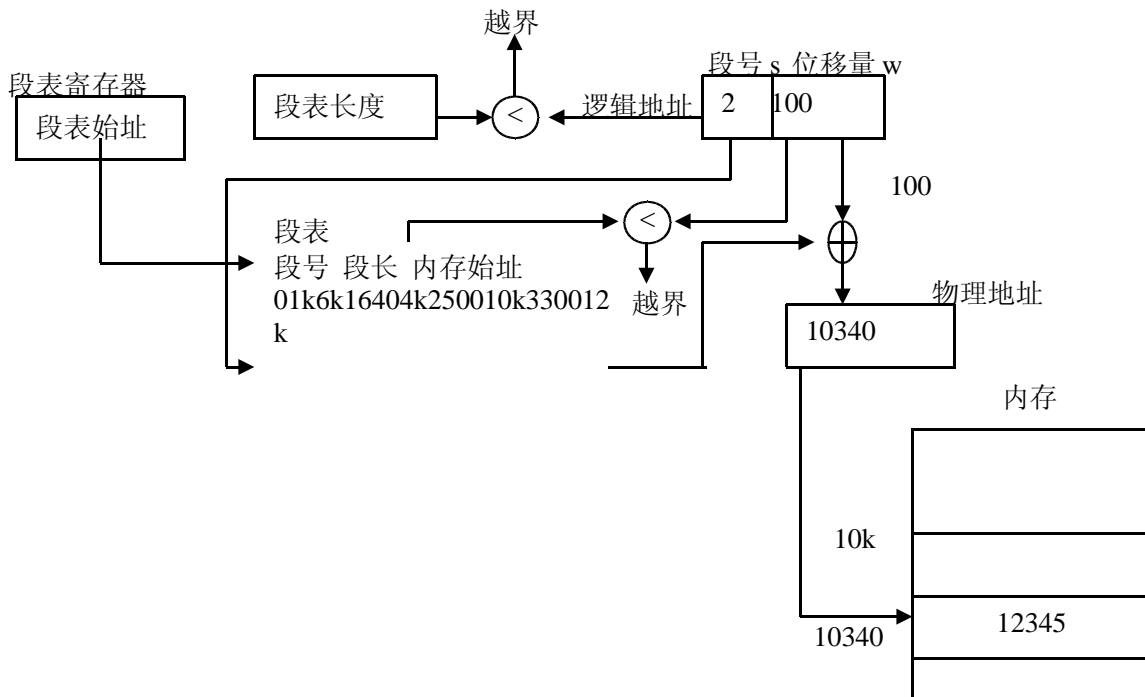 越界
段号 s 位移量 w
段表寄存器
段表始址
段表长度
<
逻辑地址
2 100
100
<
段表
段号 段长 内存始址
01k6k16404k250010k330012
k
越界
物理地址
10340
内存
10k
12345
10340